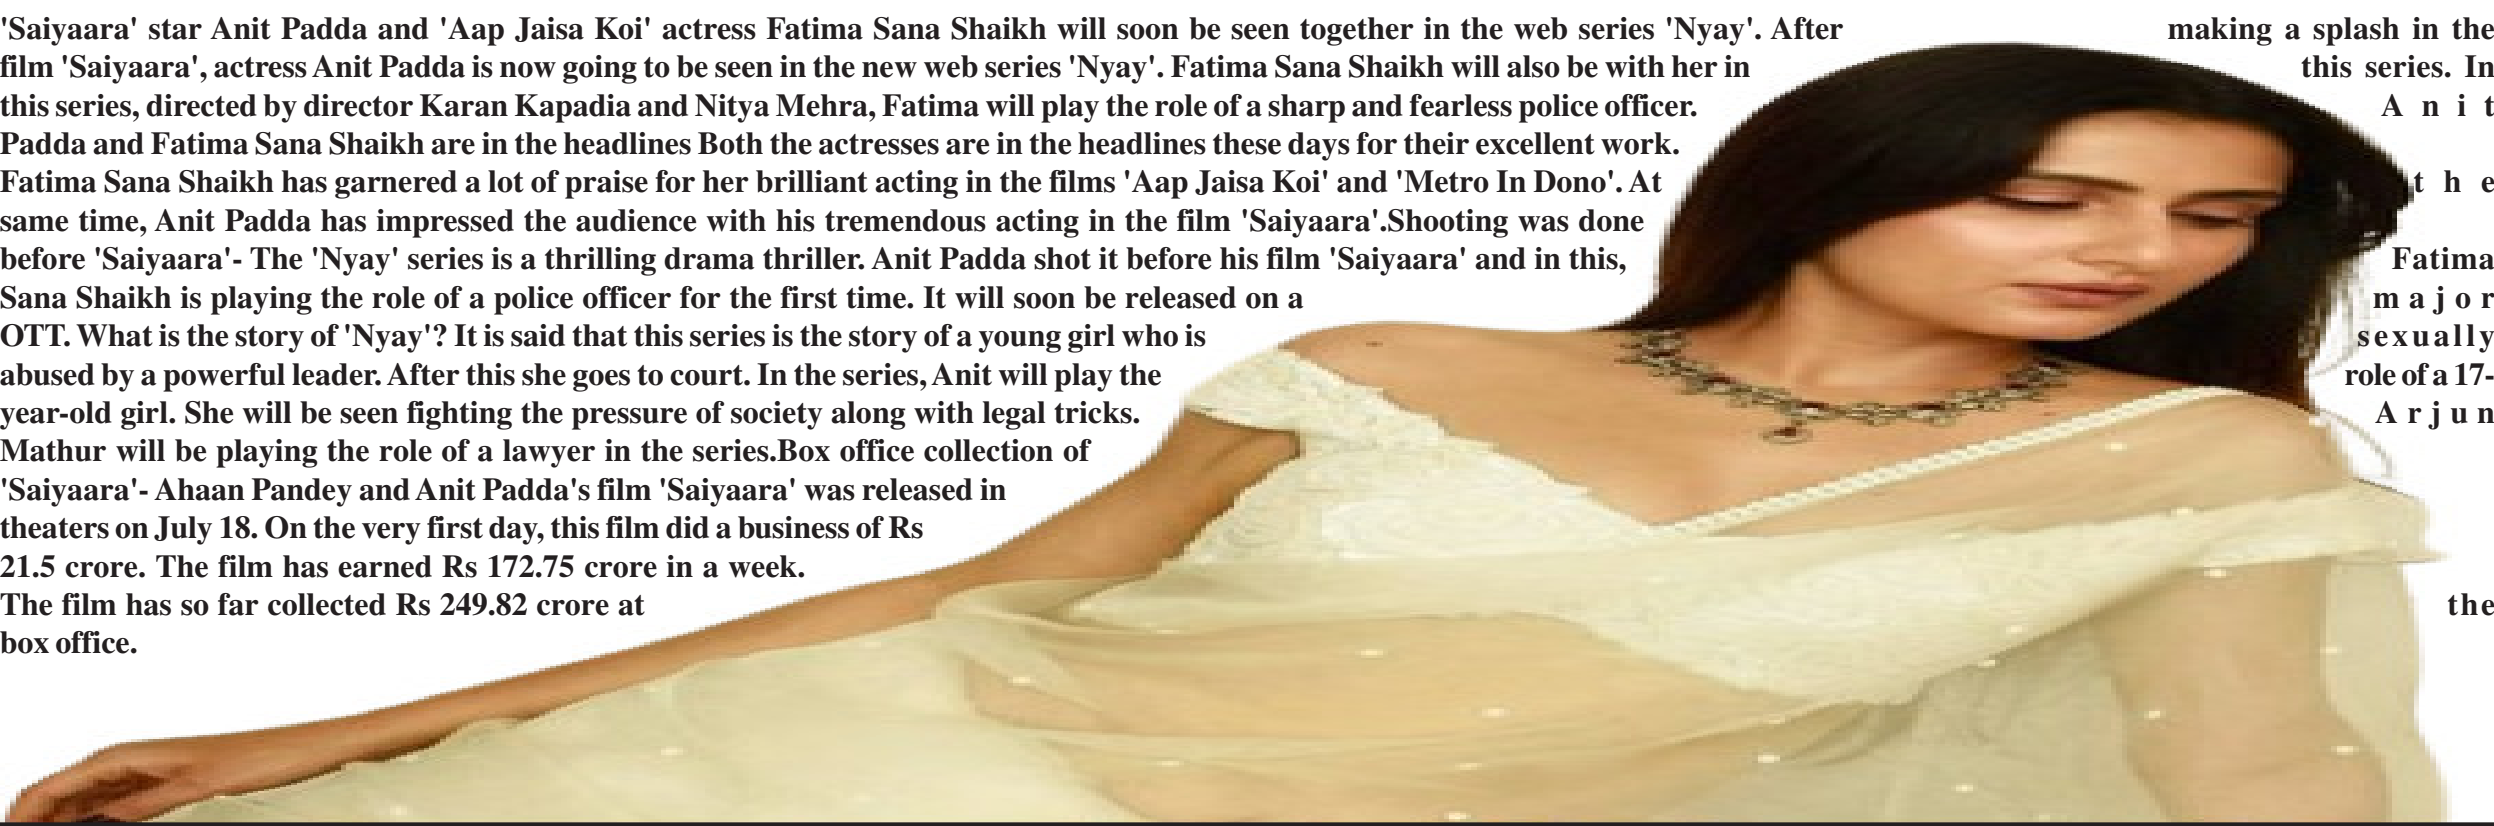 'Saiyaara' star Anit Padda and 'Aap Jaisa Koi' actress Fatima Sana Shaikh will soon be seen together in the web series 'Nyay'. After making a splash in the
film 'Saiyaara', actress Anit Padda is now going to be seen in the new web series 'Nyay'. Fatima Sana Shaikh will also be with her in this series. In
this series, directed by director Karan Kapadia and Nitya Mehra, Fatima will play the role of a sharp and fearless police officer. Anit
Padda and Fatima Sana Shaikh are in the headlines Both the actresses are in the headlines these days for their excellent work.
Fatima Sana Shaikh has garnered a lot of praise for her brilliant acting in the films 'Aap Jaisa Koi' and 'Metro In Dono'. At the
same time, Anit Padda has impressed the audience with his tremendous acting in the film 'Saiyaara'.Shooting was done
before 'Saiyaara'- The 'Nyay' series is a thrilling drama thriller. Anit Padda shot it before his film 'Saiyaara' and in this, Fatima
Sana Shaikh is playing the role of a police officer for the first time. It will soon be released on a major
OTT. What is the story of 'Nyay'? It is said that this series is the story of a young girl who is sexually
abused by a powerful leader. After this she goes to court. In the series, Anit will play the role of a 17-
year-old girl. She will be seen fighting the pressure of society along with legal tricks. Arjun
Mathur will be playing the role of a lawyer in the series.Box office collection of
'Saiyaara'- Ahaan Pandey and Anit Padda's film 'Saiyaara' was released in
theaters on July 18. On the very first day, this film did a business of Rs
21.5 crore. The film has earned Rs 172.75 crore in a week.
The film has so far collected Rs 249.82 crore at the
box office.